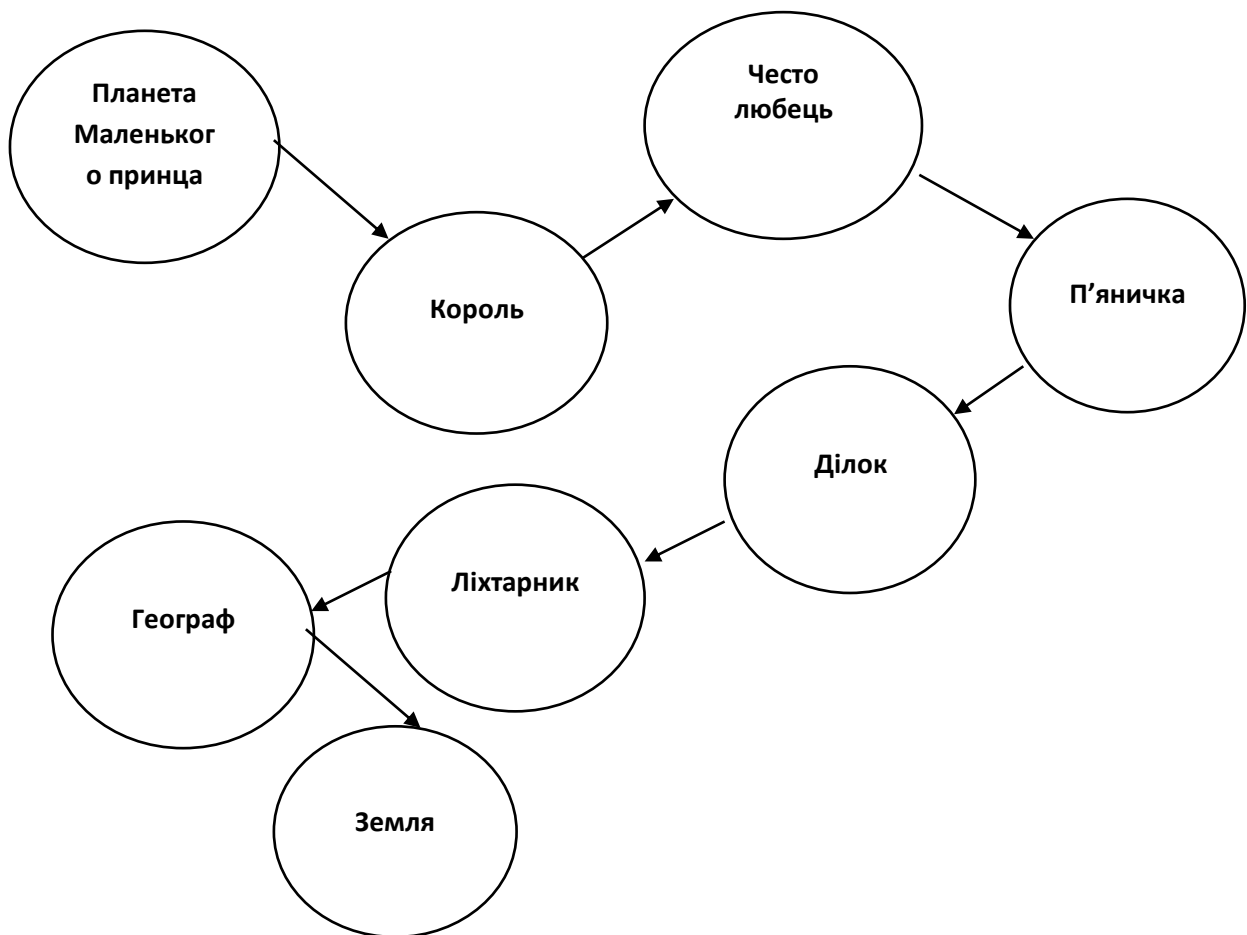 Планета
Маленьког
о принца
Често
любець
Король
П’яничка
Ділок
Ліхтарник
Географ
Земля